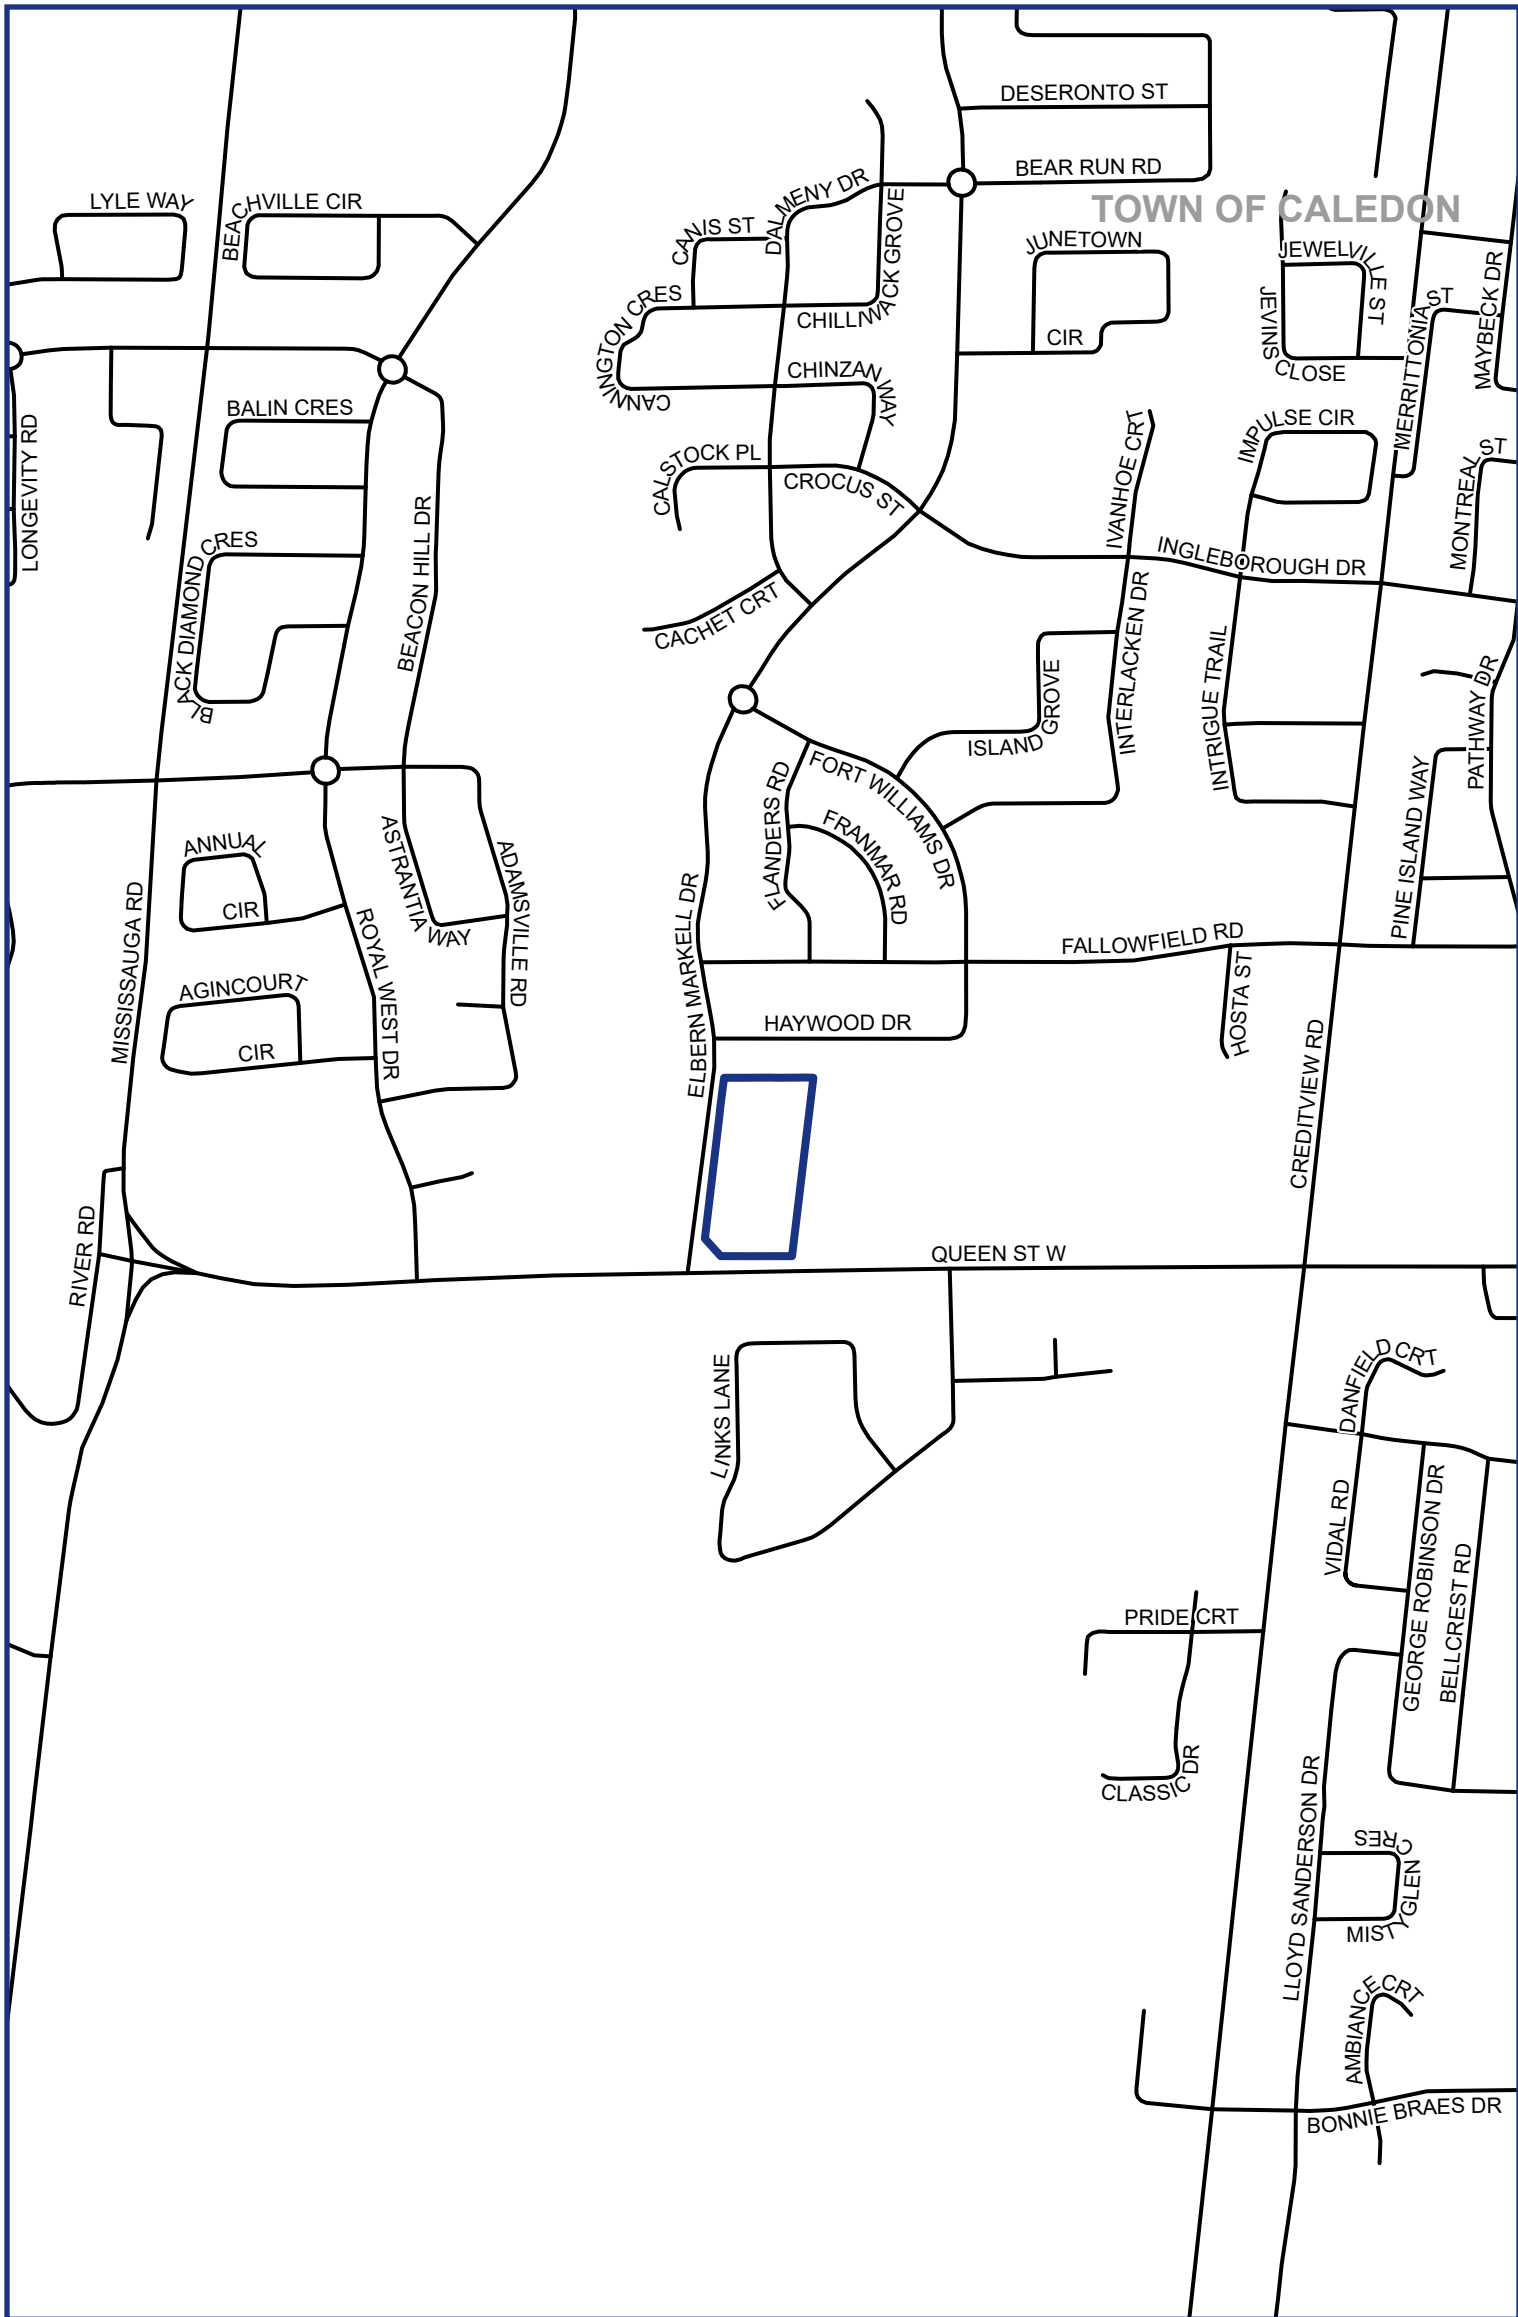 DESERONTO ST
BEAR RUN RD
TOWN OF CALEDON
LYLE WAY
BEACHVILLE CIR
DALMENY DR
CANIS ST
CHILLIWACK GROVE
JUNETOWN
CIR
JEWELVILLE ST
JEVINS
CLOSE
MERRITTONIA ST
MAYBECK DR
CANNINGTON CRES
CHINZAN WAY
BALIN CRES
LONGEVITY RD
CALSTOCK PL
CROCUS ST
IVANHOE CRT
IMPULSE CIR
MONTREAL ST
BEACON HILL DR
BLACK DIAMOND CRES
INGLEBOROUGH DR
CACHET CRT
INTERLACKEN DR
INTRIGUE TRAIL
ISLAND
GROVE
PATHWAY DR
PINE ISLAND WAY
FORT WILLIAMS DR
FLANDERS RD
FRANMAR RD
ANNUAL
CIR
ASTRANTIA WAY
ADAMSVILLE RD
MISSISSAUGA RD
ROYAL WEST DR
ELBERN MARKELL DR
FALLOWFIELD RD
HOSTA ST
AGINCOURT
CIR
HAYWOOD DR
CREDITVIEW RD
RIVER RD
QUEEN ST W
LINKS LANE
DANFIELD CRT
VIDAL RD
GEORGE ROBINSON DR
BELLCREST RD
PRIDE CRT
CLASSIC DR
LLOYD SANDERSON DR
MISTYGLEN CRES
AMBIANCE CRT
BONNIE BRAES DR